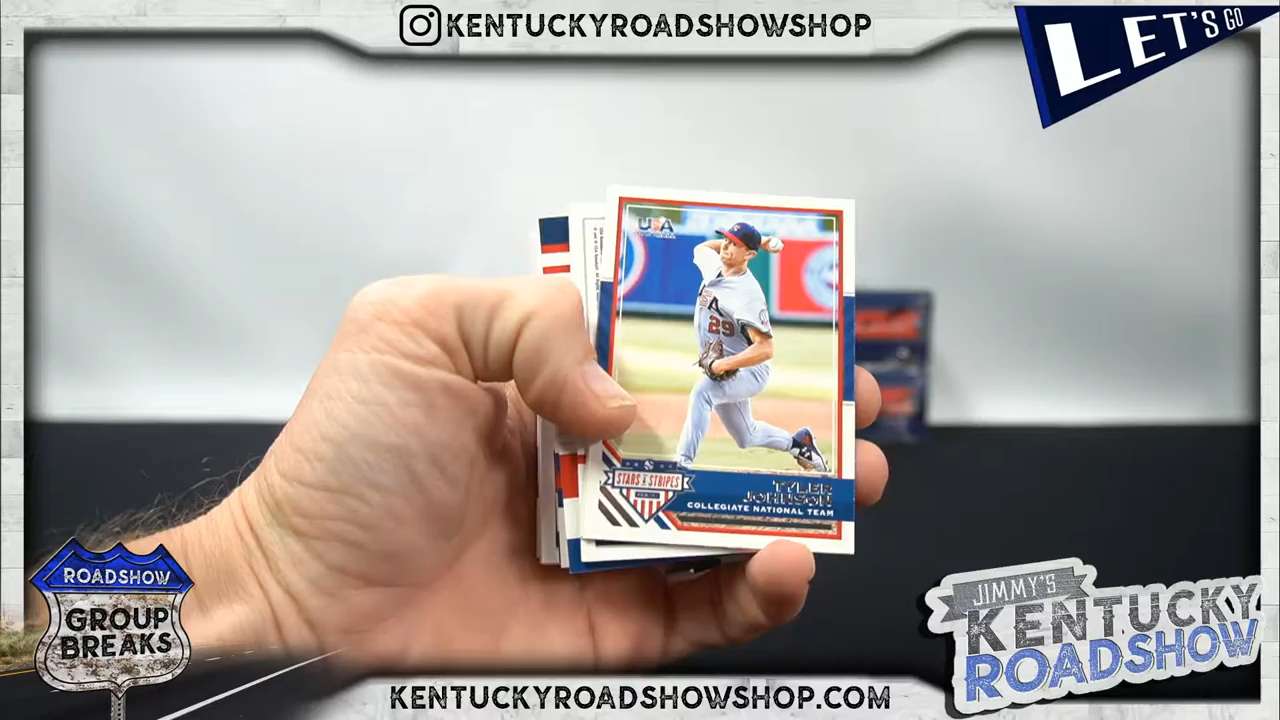 KENTUCKYROADSHOWSHOP
LET'S GO
USA
29
STARS & STRIPES
TYLER
JOHNSON
COLLEGIATE NATIONAL TEAM
ROADSHOW
GROUP
BREAKS
JIMMY'S
KENTUCKY
ROADSHOW
KENTUCKYROADSHOWSHOP.COM